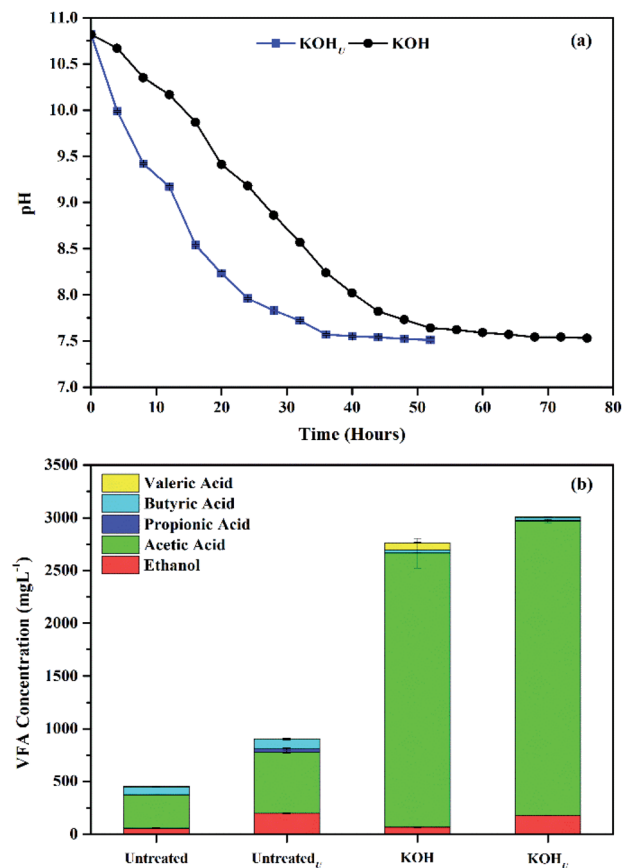 11.0
10.5
10.0
9.5
9.0
8.5
8.0
7.5
7.0
pH
KOH_U KOH
(a)
0 10 20 30 40 50 60 70 80
Time (Hours)
3500
3000
2500
2000
1500
1000
500
0
VFA Concentration (mgL⁻¹)
Valeric Acid
Butyric Acid
Propionic Acid
Acetic Acid
Ethanol
(b)
Untreated Untreated_U KOH KOH_U